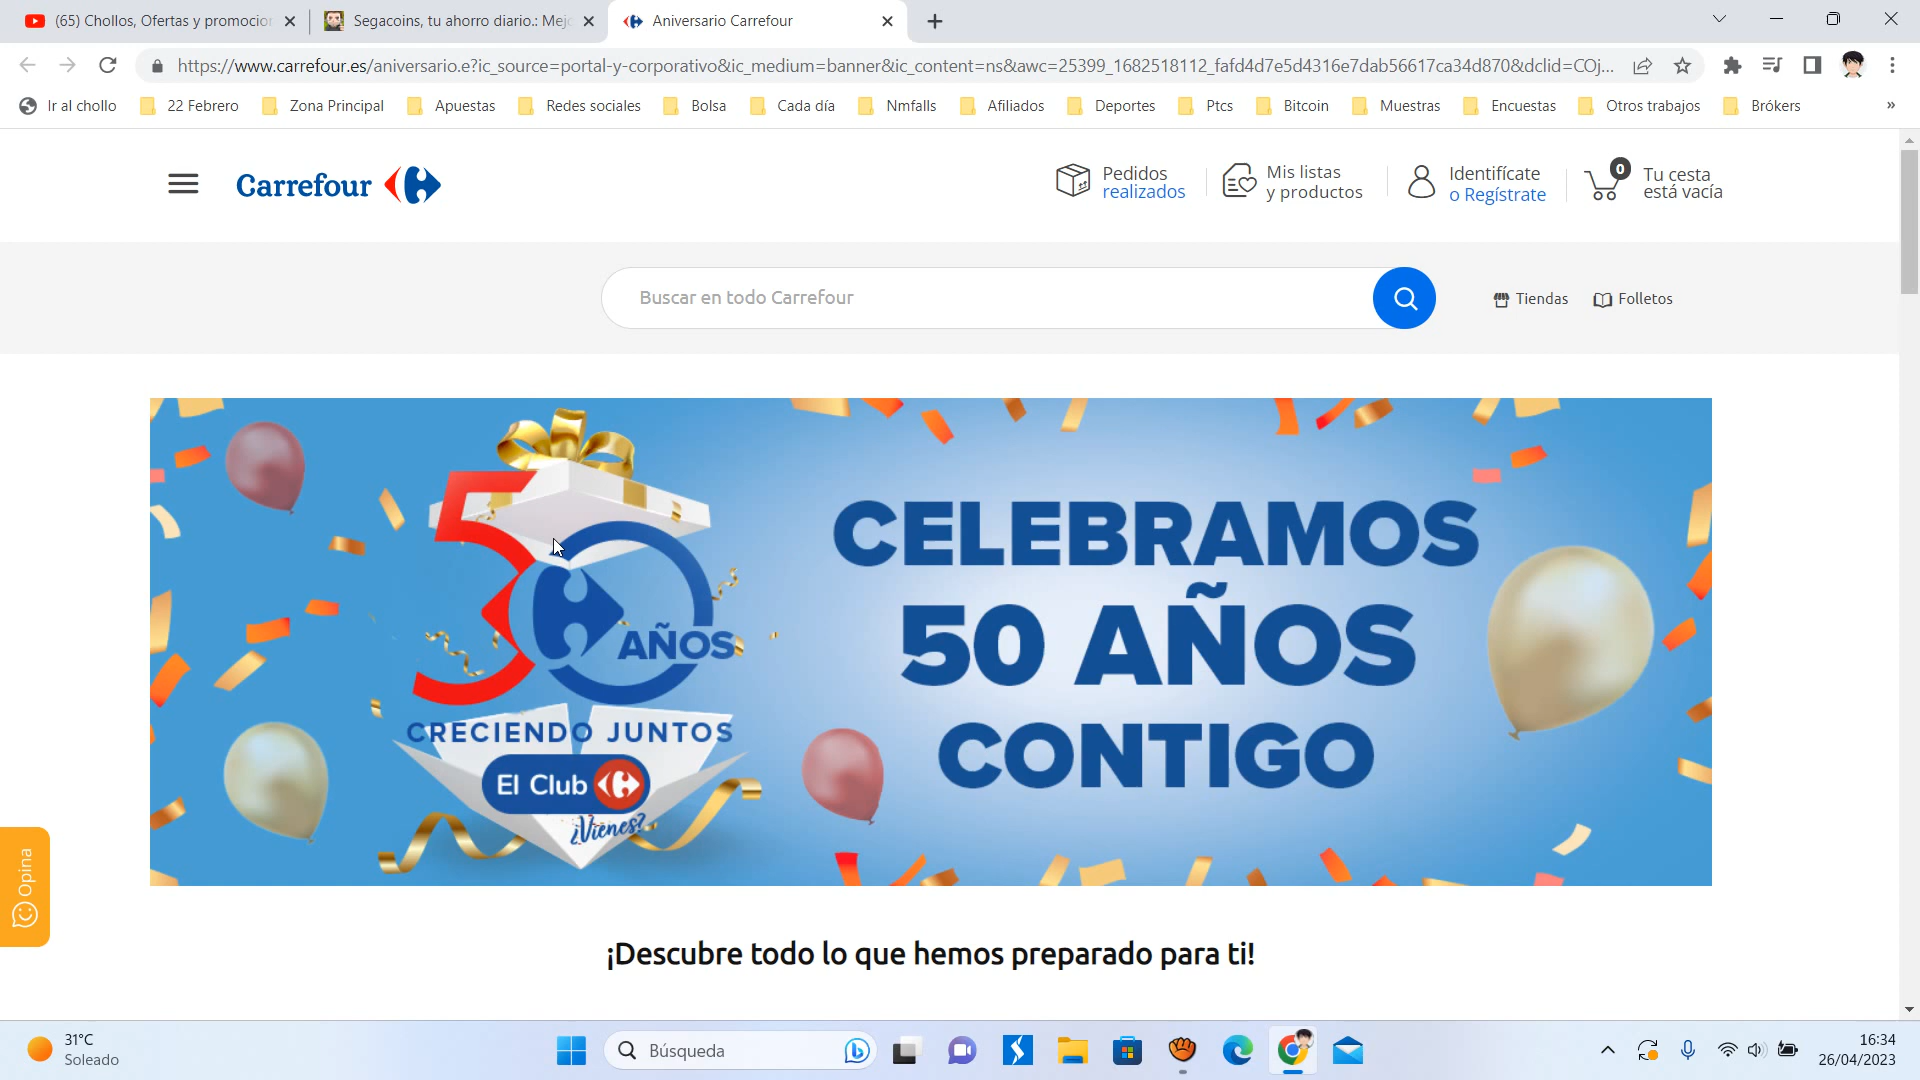 (65) Chollos, Ofertas y promocion
Segacoins, tu ahorro diario.: Mejo
Aniversario Carrefour
https://www.carrefour.es/aniversario.e?ic_source=portal-y-corporativo&ic_medium=banner&ic_content=ns&awc=25399_1682518112_fafd4d7e5d4316e7dab56617ca34d870&dclid=COj...
Ir al chollo
22 Febrero
Zona Principal
Apuestas
Redes sociales
Bolsa
Cada día
Nmfalls
Afiliados
Deportes
Ptcs
Bitcoin
Muestras
Encuestas
Otros trabajos
Brókers
»
Carrefour
Pedidos
realizados
Mis listas
y productos
Identifícate
o Regístrate
0
Tu cesta
está vacía
Buscar en todo Carrefour
Tiendas
Folletos
50
AÑOS
CRECIENDO JUNTOS
El Club
¿Vienes?
CELEBRAMOS
50 AÑOS
CONTIGO
Opina
¡Descubre todo lo que hemos preparado para ti!
31°C
Soleado
Búsqueda
16:34
26/04/2023